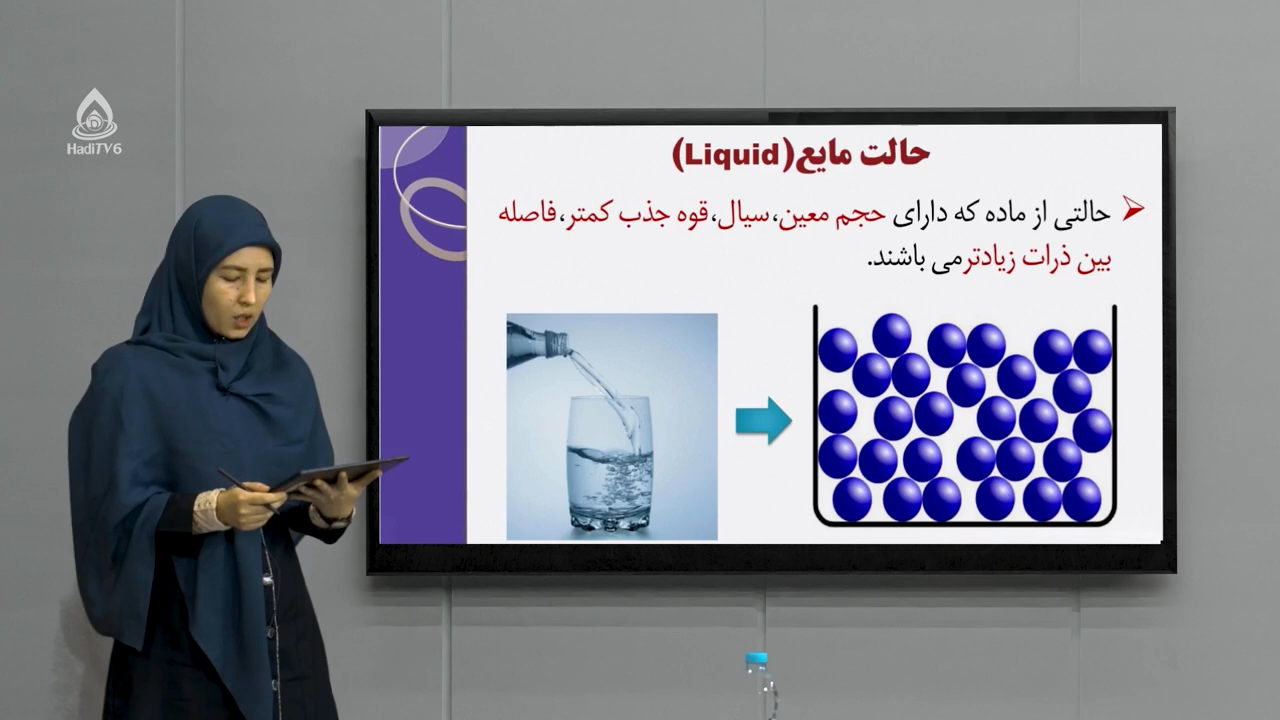 HadiTV6
حالت مایع(Liquid)
حالتی از ماده که دارای حجم معین،سیال،قوه جذب کمتر،فاصله
بین ذرات زیادترمی باشند.